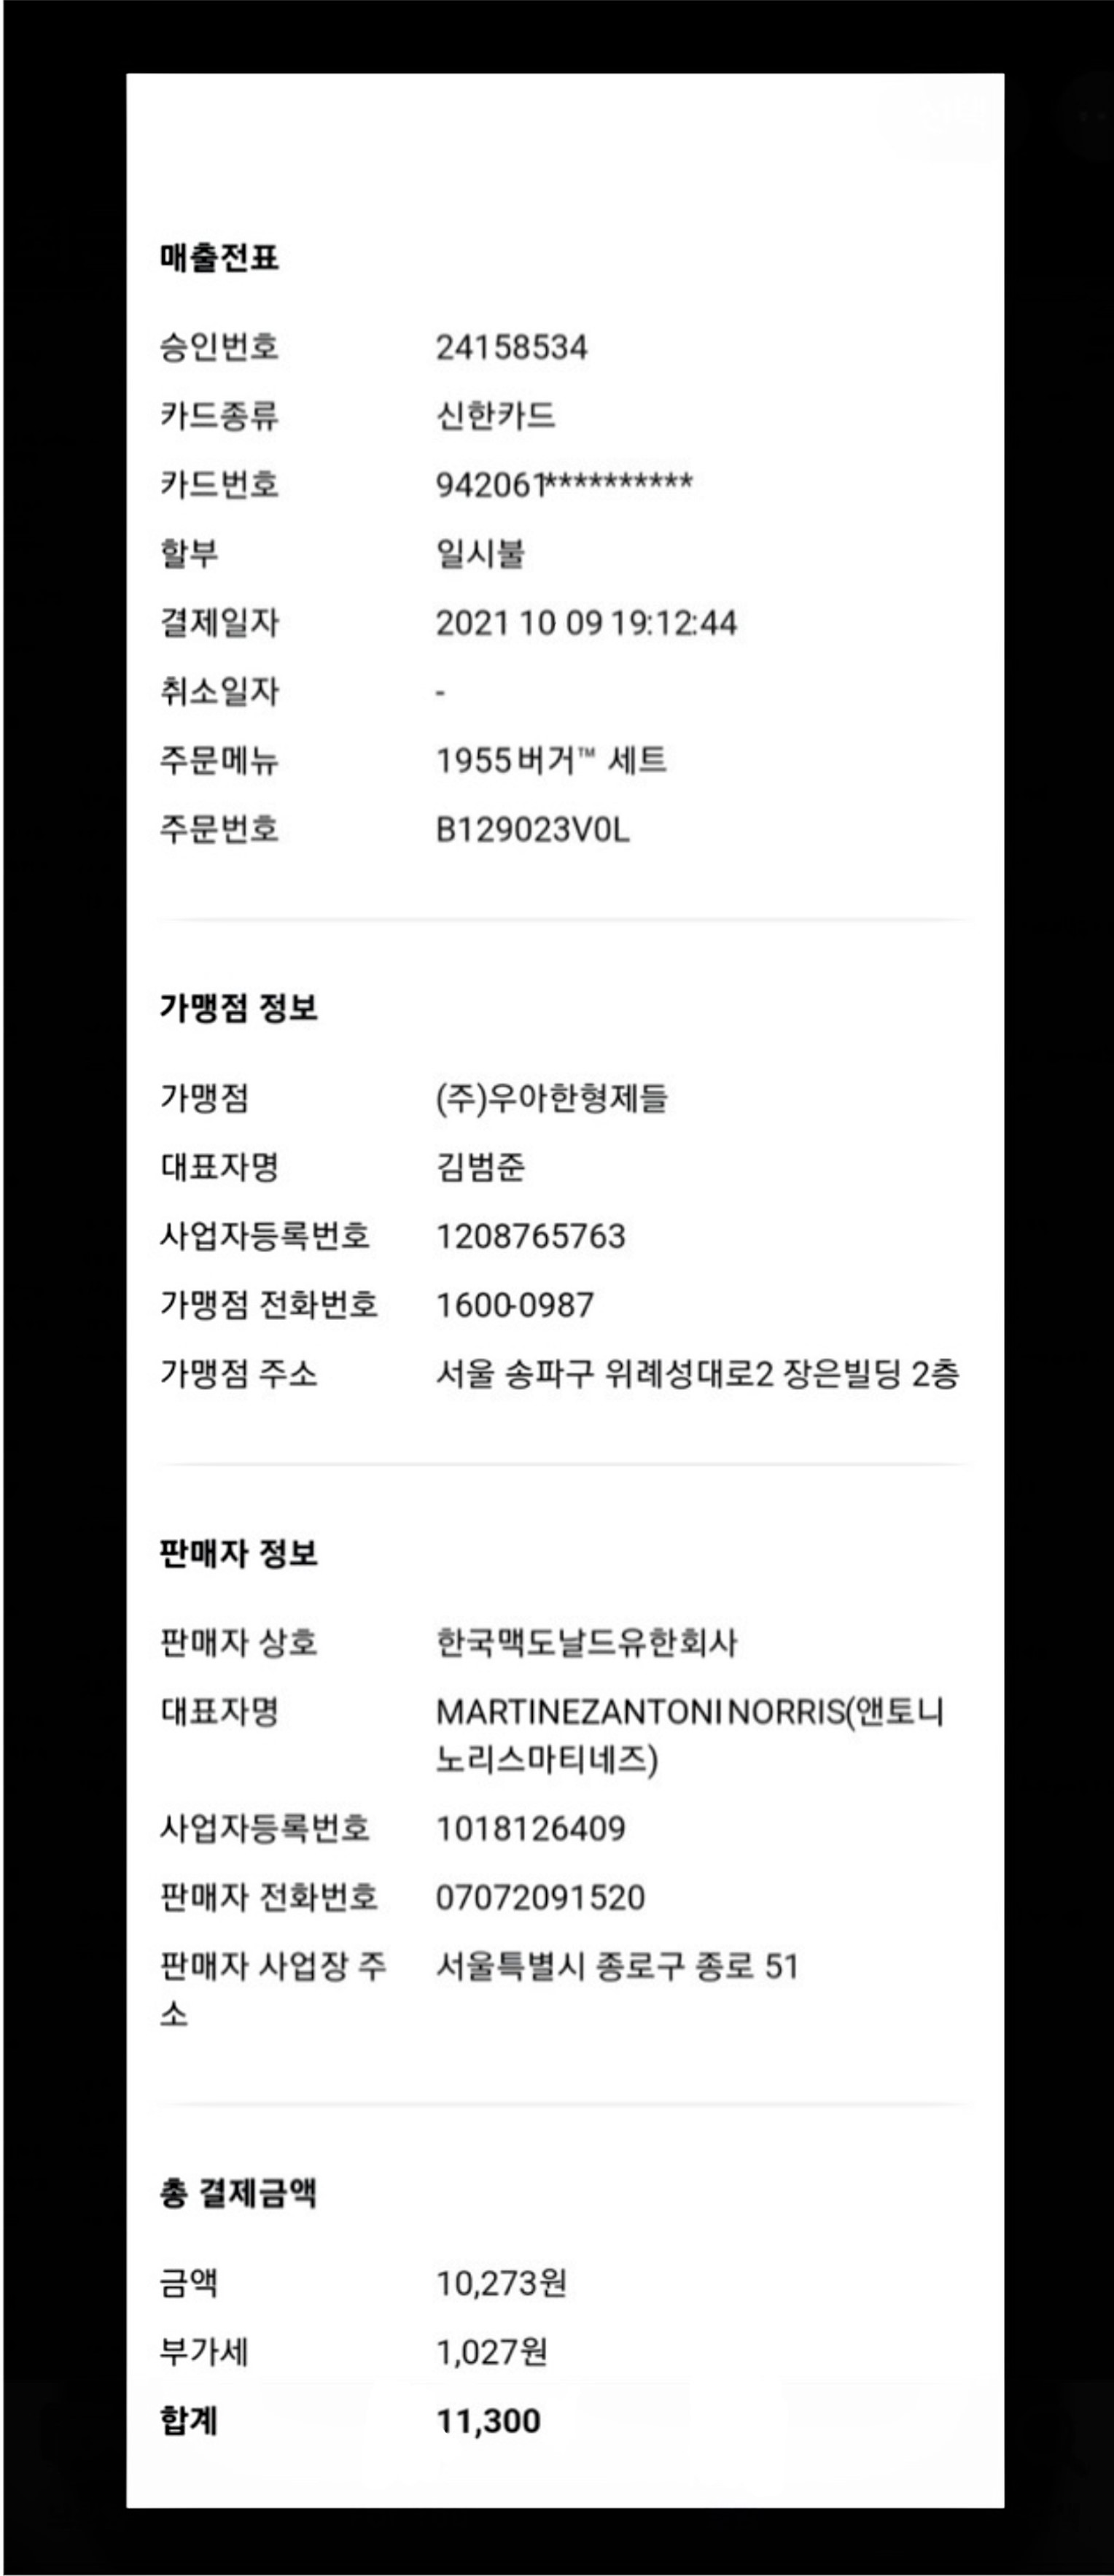 매출전표
승인번호 24158534
카드종류 신한카드
카드번호 942061**********
할부 일시불
결제일자 2021 10 09 19:12:44
취소일자 -
주문메뉴 1955 버거™ 세트
주문번호 B129023V0L
가맹점 정보
가맹점 (주)우아한형제들
대표자명 김범준
사업자등록번호 1208765763
가맹점 전화번호 1600-0987
가맹점 주소 서울 송파구 위례성대로2 장은빌딩 2층
판매자 정보
판매자 상호 한국맥도날드유한회사
대표자명 MARTINEZANTONINORRIS(앤토니
노리스마티네즈)
사업자등록번호 1018126409
판매자 전화번호 07072091520
판매자 사업장 주 서울특별시 종로구 종로 51
소
총 결제금액
금액 10,273원
부가세 1,027원
합계 11,300